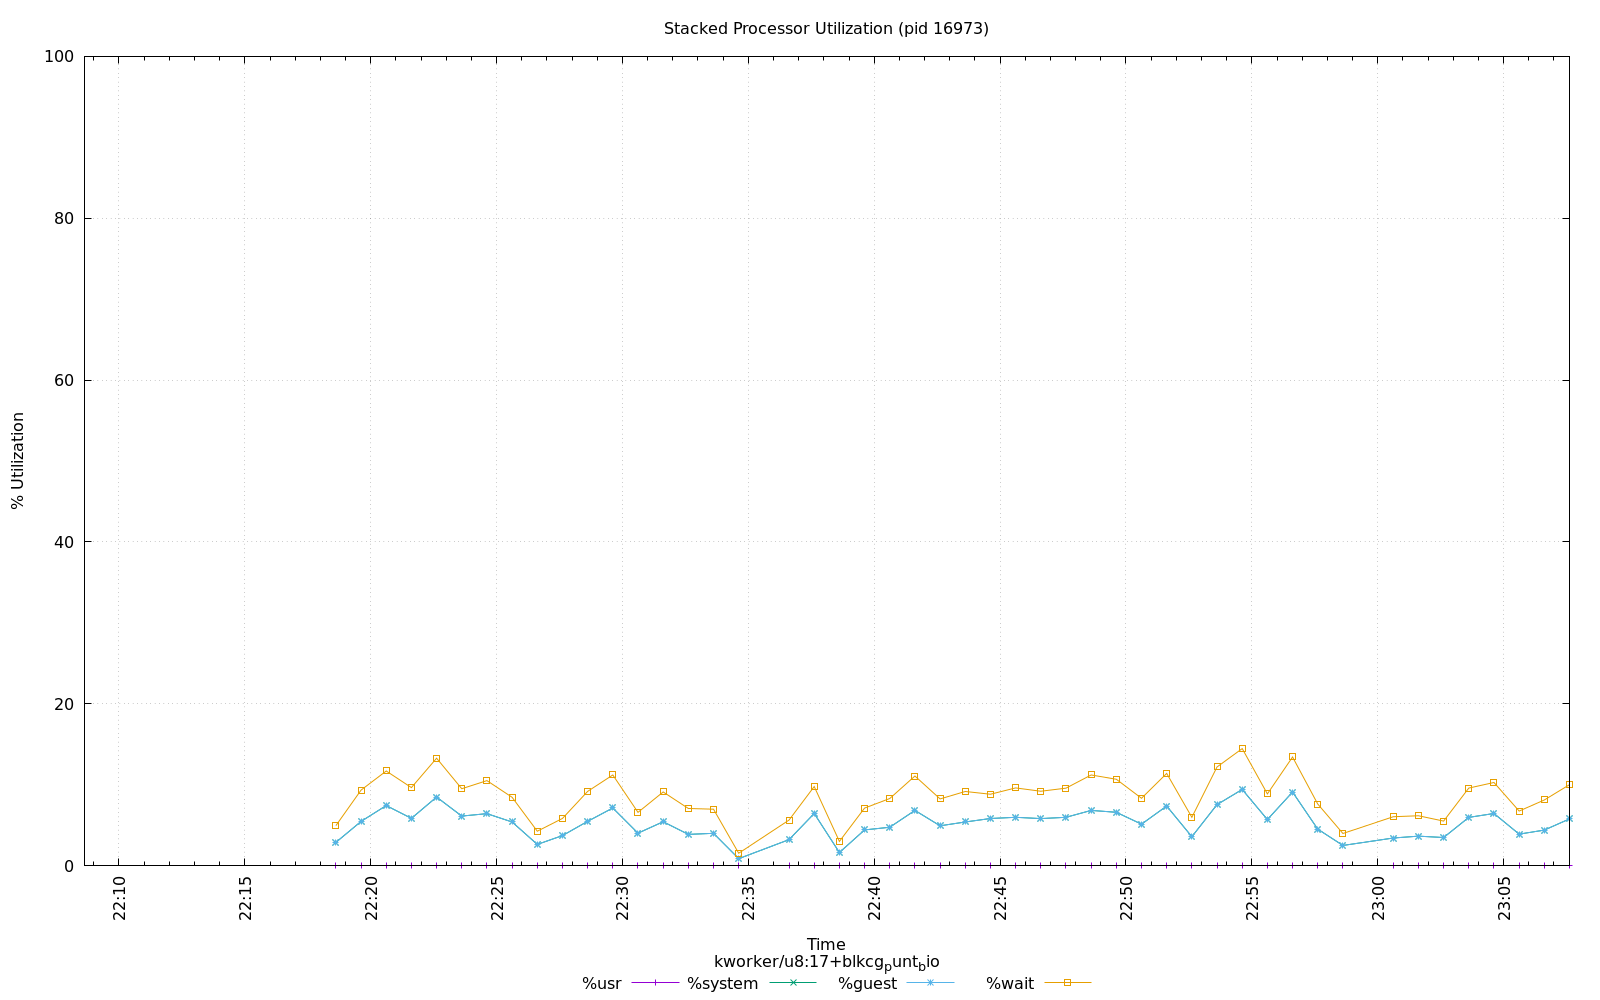 Stacked Processor Utilization (pid 16973)
100
80
60
40
20
0
% Utilization
22:10 22:15 22:20 22:25 22:30 22:35 22:40 22:45 22:50 22:55 23:00 23:05
Time
kworker/u8:17+blkcgpuntbio
%usr %system %guest %wait